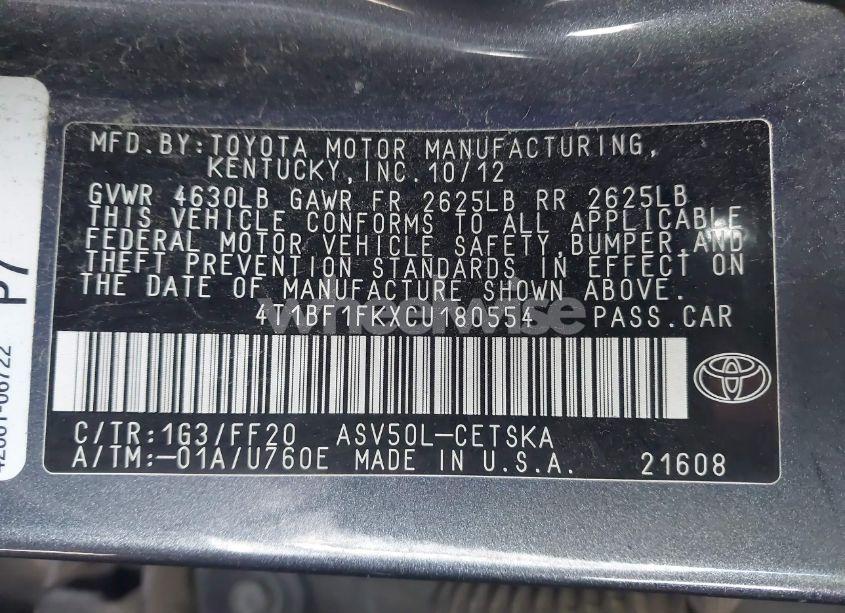 MFD.BY:TOYOTA MOTOR MANUFACTURING,
KENTUCKY,INC.10/12
GVWR 4630LB GAWR FR 2625LB RR 2625LB
THIS VEHICLE CONFORMS TO ALL APPLICABLE
FEDERAL MOTOR VEHICLE SAFETY,BUMPER,AND
THEFT PREVENTION STANDARDS IN EFFECT ON
THE DATE OF MANUFACTURE SHOWN ABOVE.
4T1BF1FKXCU180554 PASS.CAR
wheelwise
C/TR:1G3/FF20 ASV50L-CETSKA
A/TM:-01A/U760E MADE IN U.S.A. 21608
P7